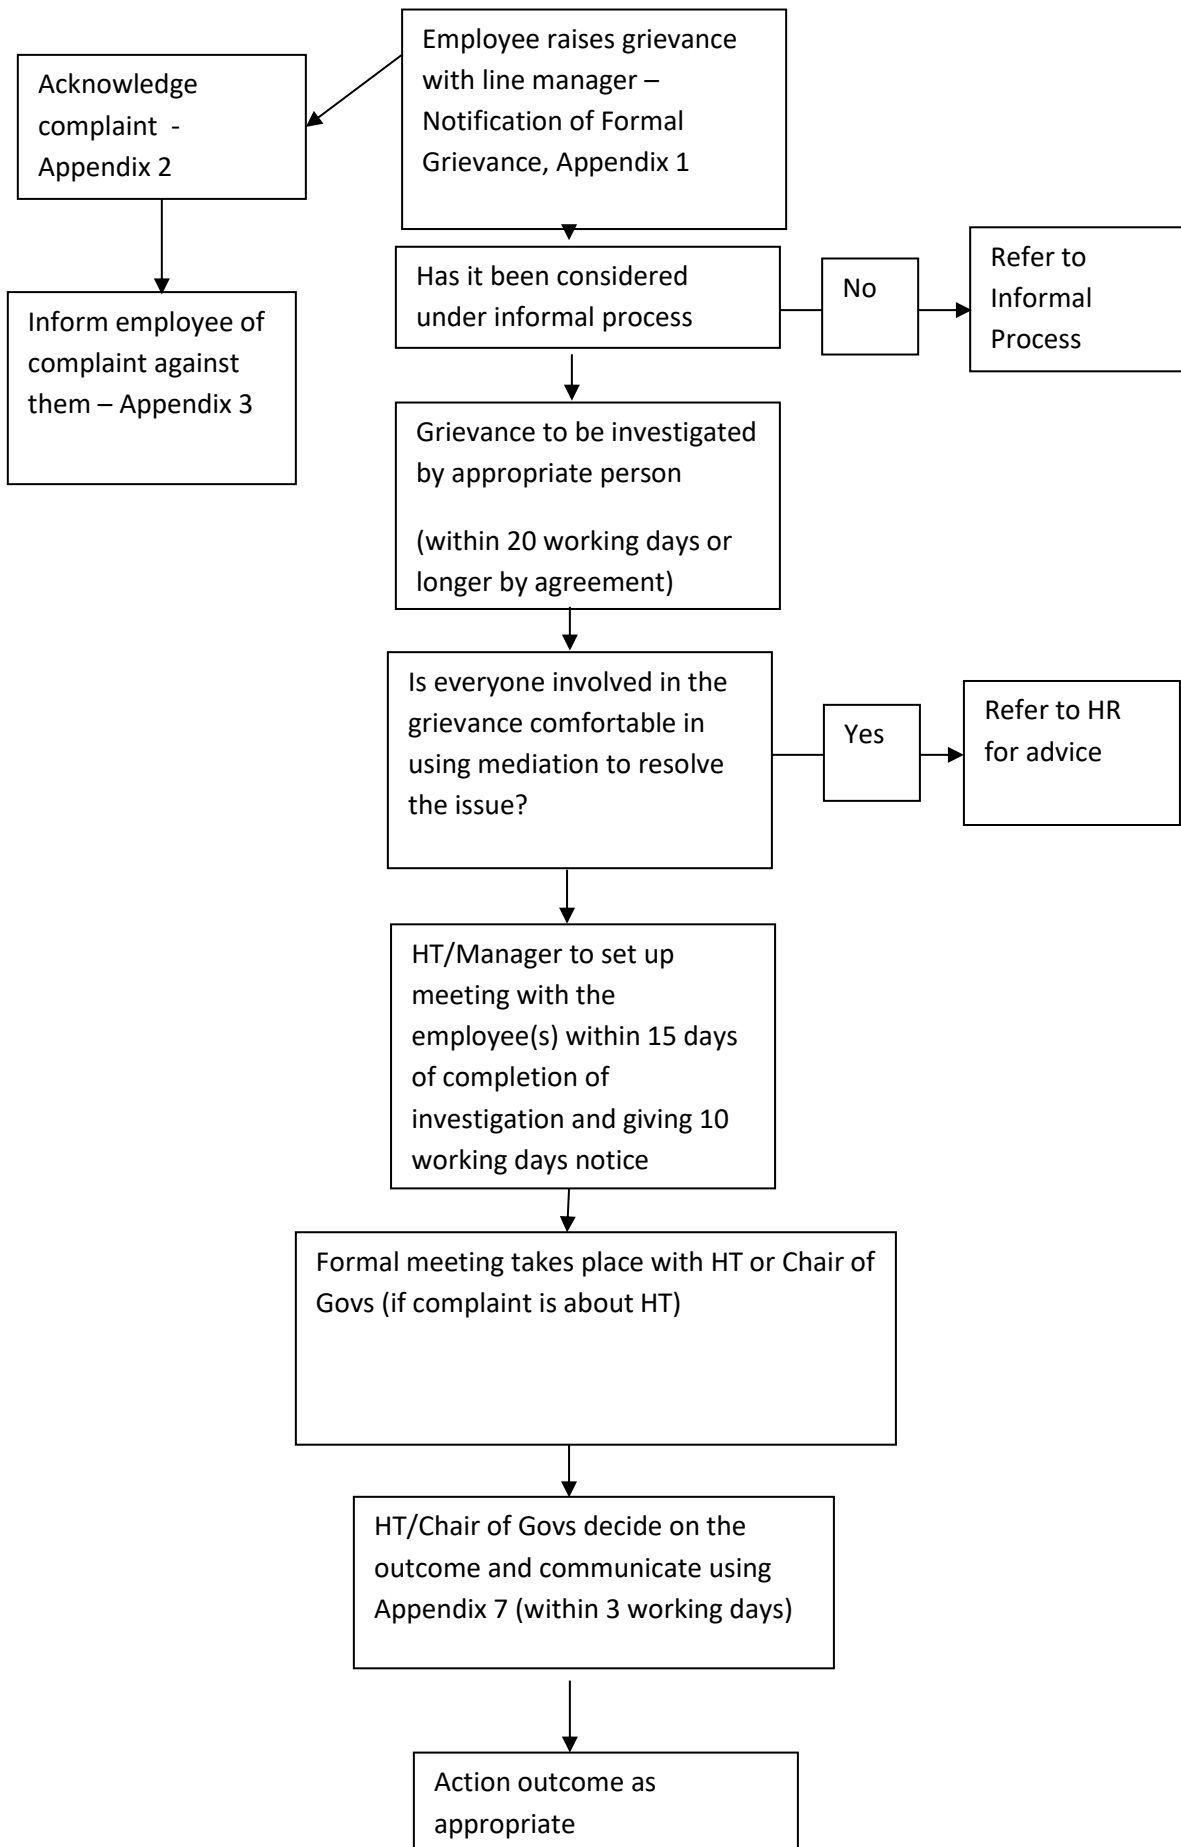 Employee raises grievance
with line manager –
Notification of Formal
Grievance, Appendix 1
Acknowledge
complaint  -
Appendix 2
Inform employee of
complaint against
them – Appendix 3
Has it been considered
under informal process
No
Refer to
Informal
Process
Grievance to be investigated
by appropriate person
(within 20 working days or
longer by agreement)
Is everyone involved in the
grievance comfortable in
using mediation to resolve
the issue?
Yes
Refer to HR
for advice
HT/Manager to set up
meeting with the
employee(s) within 15 days
of completion of
investigation and giving 10
working days notice
Formal meeting takes place with HT or Chair of
Govs (if complaint is about HT)
HT/Chair of Govs decide on the
outcome and communicate using
Appendix 7 (within 3 working days)
Action outcome as
appropriate